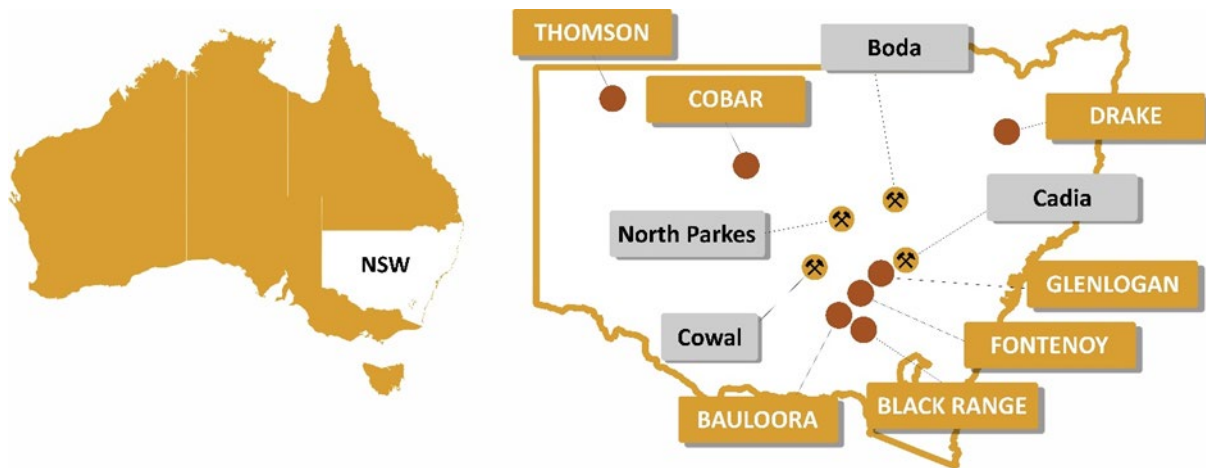 NSW
THOMSON
Boda
COBAR
DRAKE
Cadia
North Parkes
GLENLOGAN
Cowal
FONTENOY
BLACK RANGE
BAULOORA